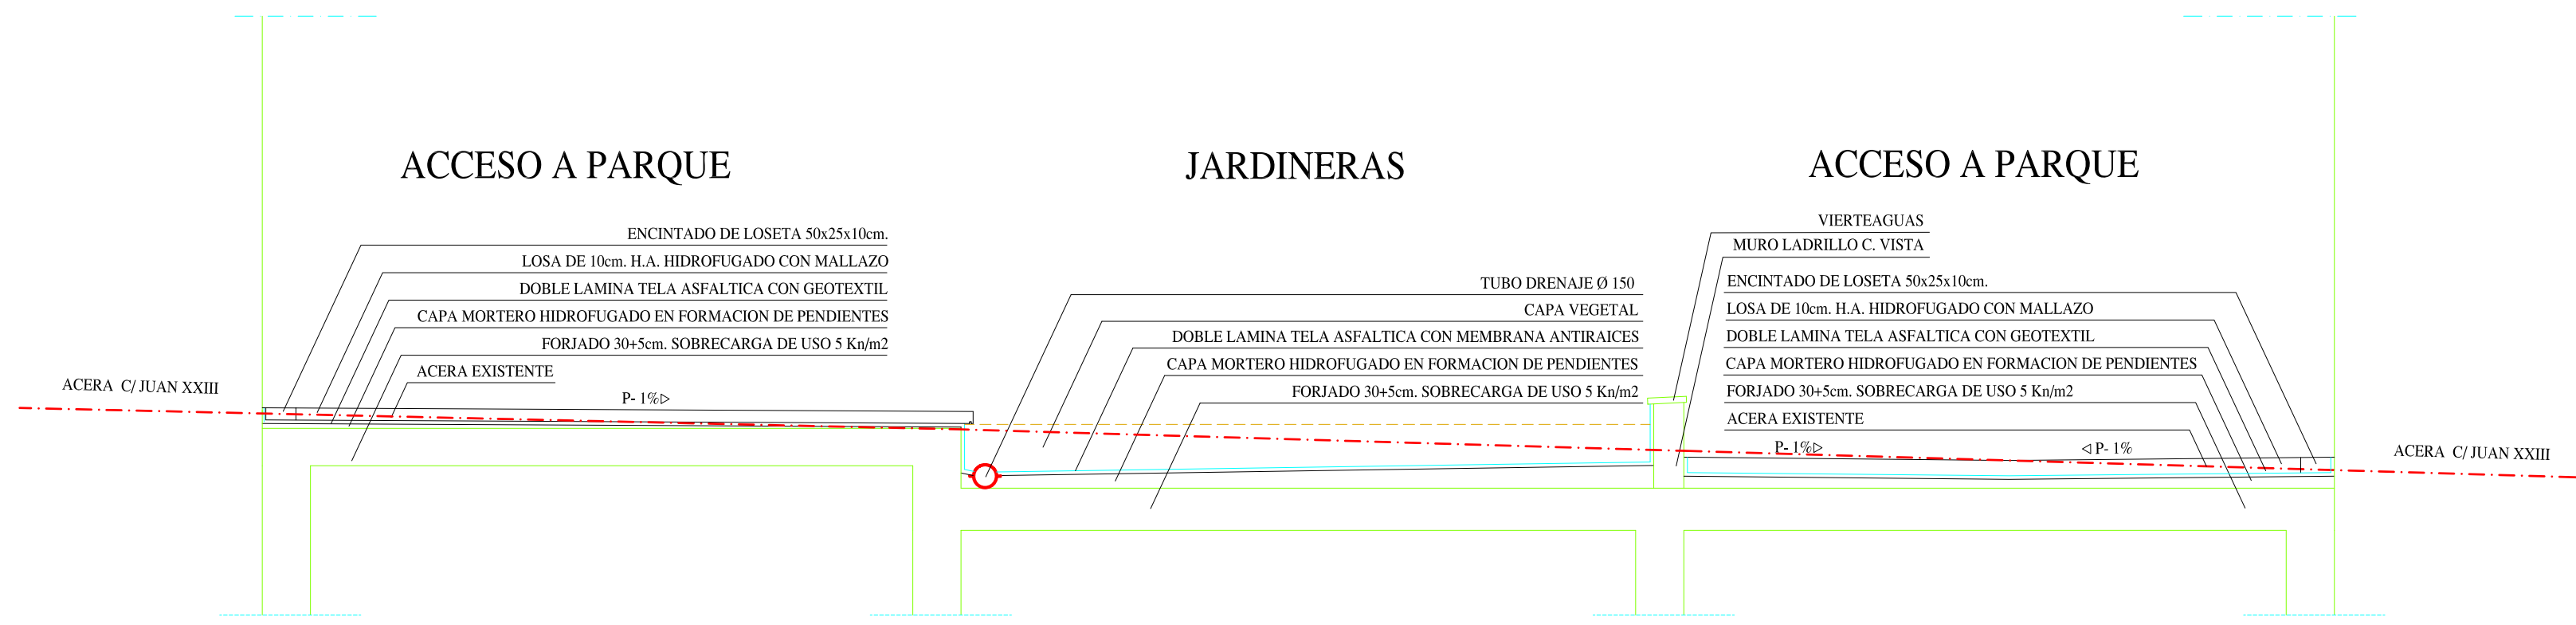 ACCESO A PARQUE
ENCINTADO DE LOSETA 50x25x10cm.
LOSA DE 10cm. H.A. HIDROFUGADO CON MALLAZO
DOBLE LAMINA TELA ASFALTICA CON GEOTEXTIL
CAPA MORTERO HIDROFUGADO EN FORMACION DE PENDIENTES
FORJADO 30+5cm. SOBRECARGA DE USO 5 Kn/m2
ACERA EXISTENTE
ACERA C/ JUAN XXIII
P- 1%▷
JARDINERAS
TUBO DRENAJE Ø 150
CAPA VEGETAL
DOBLE LAMINA TELA ASFALTICA CON MEMBRANA ANTIRAICES
CAPA MORTERO HIDROFUGADO EN FORMACION DE PENDIENTES
FORJADO 30+5cm. SOBRECARGA DE USO 5 Kn/m2
ACCESO A PARQUE
VIERTEAGUAS
MURO LADRILLO C. VISTA
ENCINTADO DE LOSETA 50x25x10cm.
LOSA DE 10cm. H.A. HIDROFUGADO CON MALLAZO
DOBLE LAMINA TELA ASFALTICA CON GEOTEXTIL
CAPA MORTERO HIDROFUGADO EN FORMACION DE PENDIENTES
FORJADO 30+5cm. SOBRECARGA DE USO 5 Kn/m2
ACERA EXISTENTE
P- 1%▷
◁ P- 1%
ACERA C/ JUAN XXIII